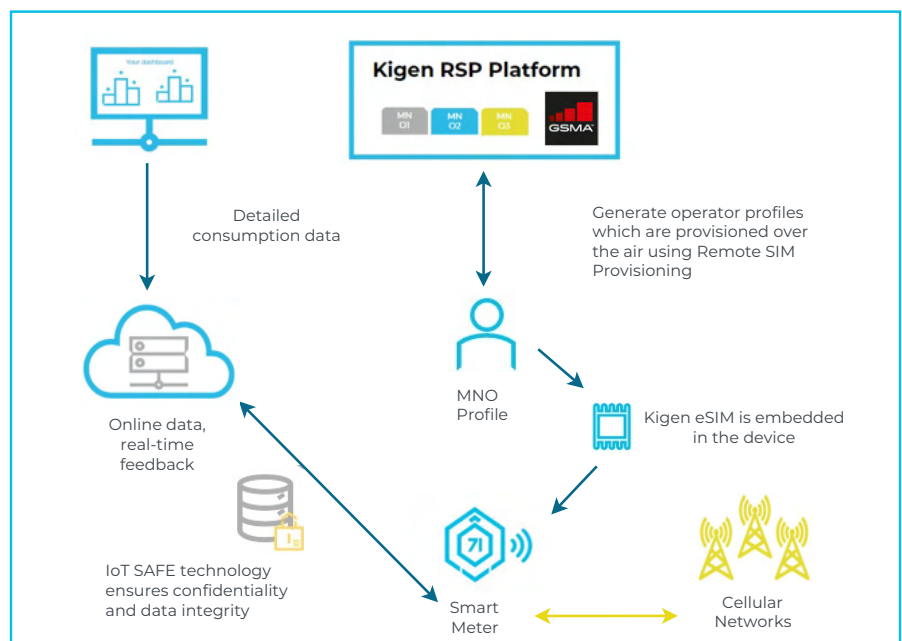 Your dashboard
Kigen RSP Platform
MN
O1
MN
O2
MN
O3
GSMA
Detailed
consumption data
Generate operator profiles
which are provisioned over
the air using Remote SIM
Provisioning
MNO
Profile
Kigen eSIM is embedded
in the device
Online data,
real-time
feedback
71
IoT SAFE technology
ensures confidentiality
and data integrity
Smart
Meter
Cellular
Networks